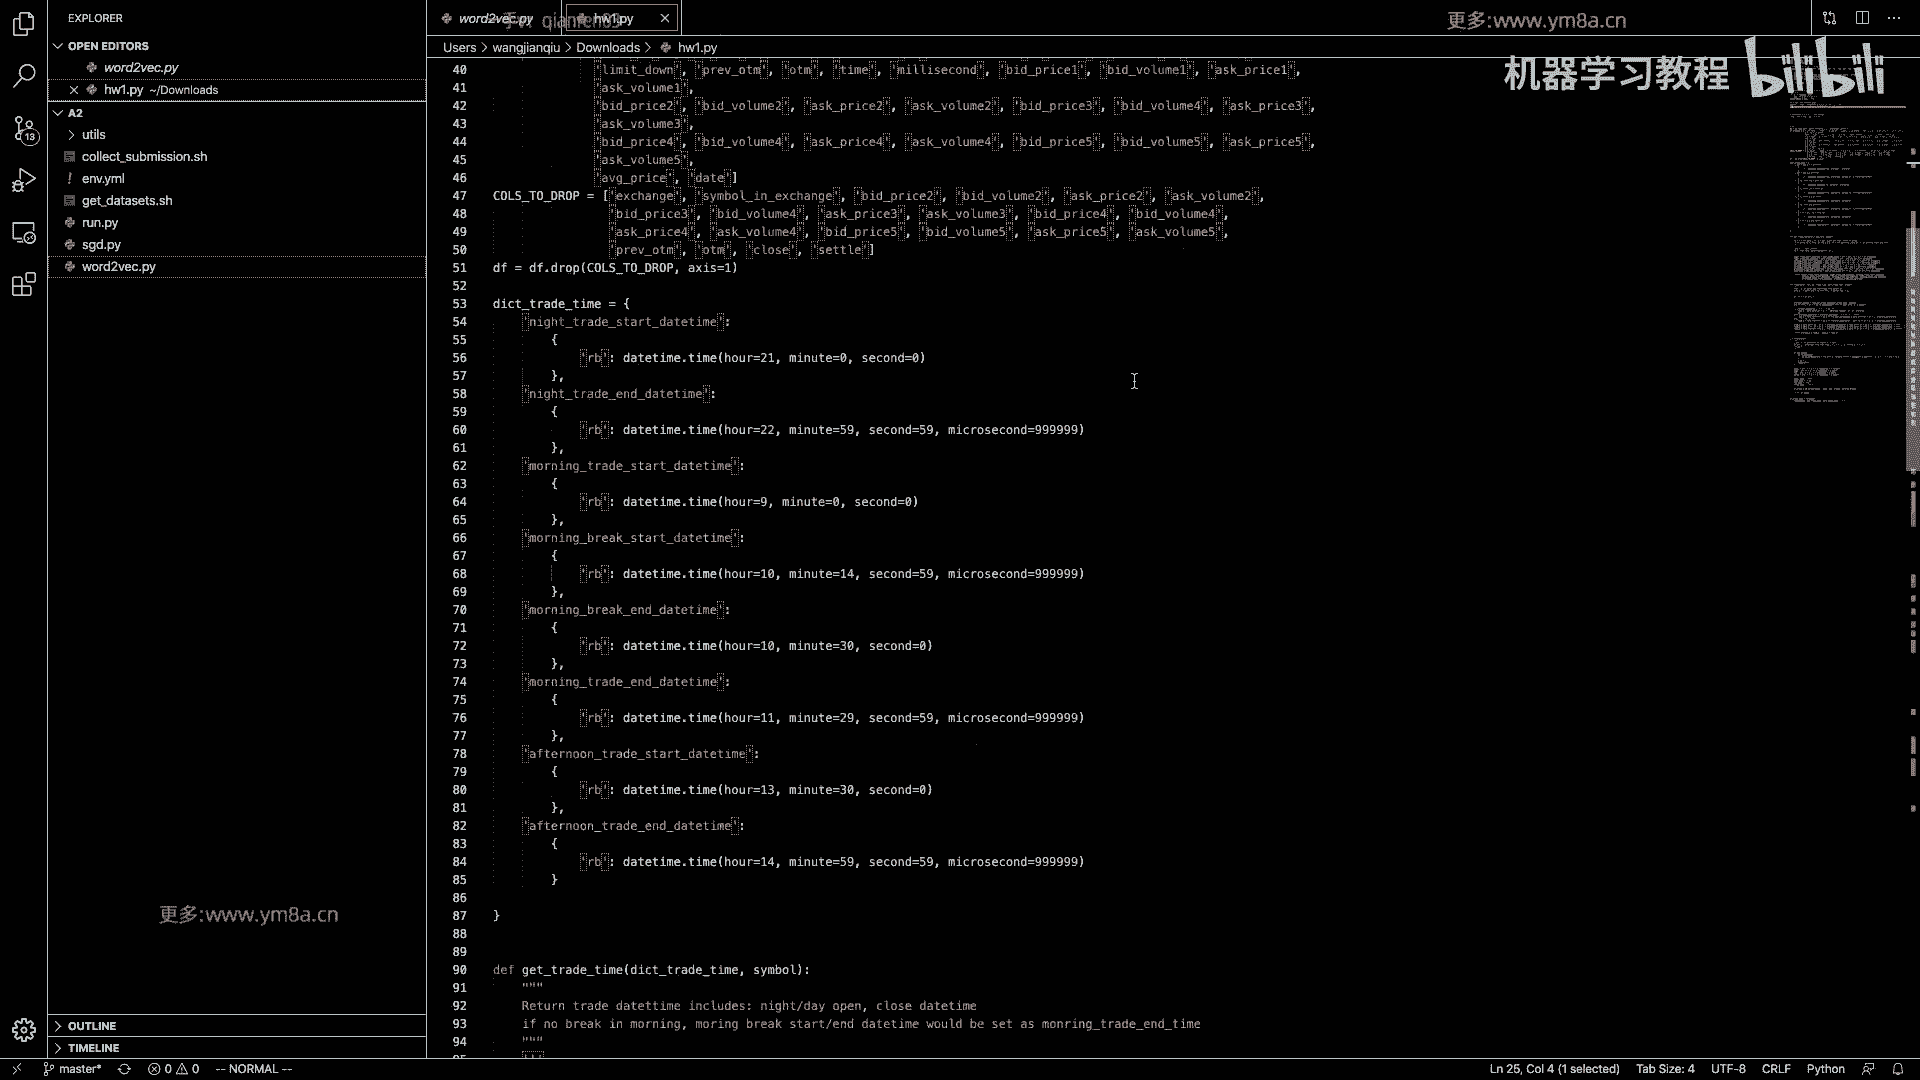 EXPLORER
word2vec.py
hw1.py
更多:www.ym8a.cn
机器学习教程 bilibili
OPEN EDITORS
word2vec.py
hw1.py ~/Downloads
A2
13
utils
collect_submission.sh
! env.yml
get_datasets.sh
run.py
sgd.py
word2vec.py
更多:www.ym8a.cn
OUTLINE
TIMELINE
Users > wangjianqiu > Downloads > hw1.py
40 'limit_down', 'prev_otm', 'otm', 'time', 'millisecond', 'bid_price1', 'bid_volume1', 'ask_price1',
41 'ask_volume1',
42 'bid_price2', 'bid_volume2', 'ask_price2', 'ask_volume2', 'bid_price3', 'bid_volume4', 'ask_price3',
43 'ask_volume3',
44 'bid_price4', 'bid_volume4', 'ask_price4', 'ask_volume4', 'bid_price5', 'bid_volume5', 'ask_price5',
45 'ask_volume5',
46 'avg_price', 'date']
47 COLS_TO_DROP = ['exchange', 'symbol_in_exchange', 'bid_price2', 'bid_volume2', 'ask_price2', 'ask_volume2',
48 'bid_price3', 'bid_volume4', 'ask_price3', 'ask_volume3', 'bid_price4', 'bid_volume4',
49 'ask_price4', 'ask_volume4', 'bid_price5', 'bid_volume5', 'ask_price5', 'ask_volume5',
50 'prev_otm', 'otm', 'close', 'settle']
51 df = df.drop(COLS_TO_DROP, axis=1)
52
53 dict_trade_time = {
54 'night_trade_start_datetime':
55 {
56 'rb': datetime.time(hour=21, minute=0, second=0)
57 },
58 'night_trade_end_datetime':
59 {
60 'rb': datetime.time(hour=22, minute=59, second=59, microsecond=999999)
61 },
62 'morning_trade_start_datetime':
63 {
64 'rb': datetime.time(hour=9, minute=0, second=0)
65 },
66 'morning_break_start_datetime':
67 {
68 'rb': datetime.time(hour=10, minute=14, second=59, microsecond=999999)
69 },
70 'morning_break_end_datetime':
71 {
72 'rb': datetime.time(hour=10, minute=30, second=0)
73 },
74 'morning_trade_end_datetime':
75 {
76 'rb': datetime.time(hour=11, minute=29, second=59, microsecond=999999)
77 },
78 'afternoon_trade_start_datetime':
79 {
80 'rb': datetime.time(hour=13, minute=30, second=0)
81 },
82 'afternoon_trade_end_datetime':
83 {
84 'rb': datetime.time(hour=14, minute=59, second=59, microsecond=999999)
85 }
86
87 }
88
89
90 def get_trade_time(dict_trade_time, symbol):
91 """
92 Return trade datettime includes: night/day open, close datetime
93 if no break in morning, moring break start/end datetime would be set as monring_trade_end_time
94 """
master* 0 0 -- NORMAL -- Ln 25, Col 4 (1 selected) Tab Size: 4 UTF-8 CRLF Python